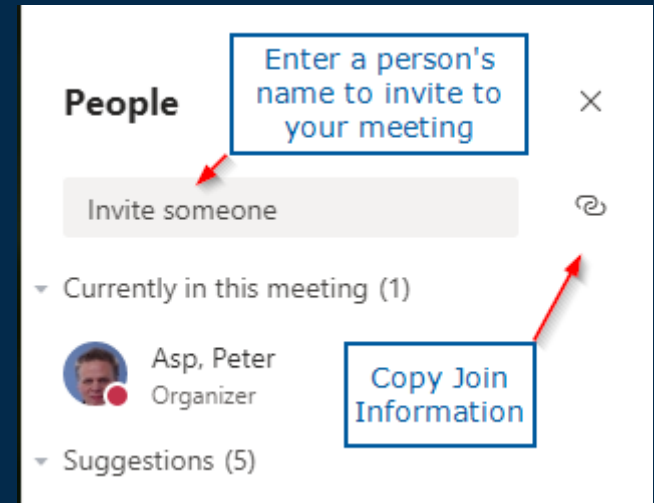 Enter a person's
name to invite to
your meeting
People
Invite someone
Currently in this meeting (1)
Asp, Peter
Organizer
Copy Join
Information
Suggestions (5)